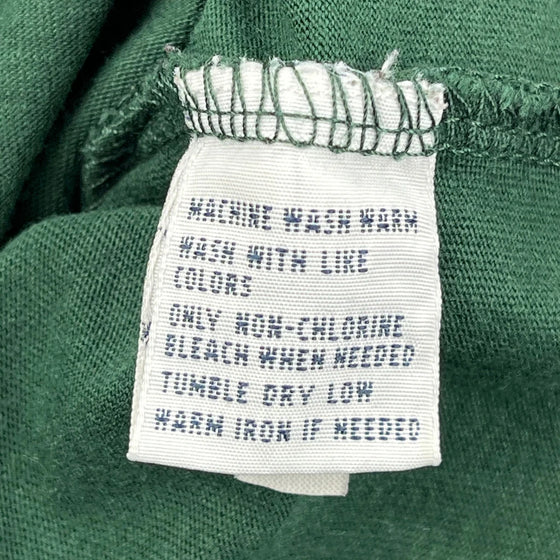 MACHINE WASH WARM
WASH WITH LIKE
COLORS
ONLY NON-CHLORINE
BLEACH WHEN NEEDED
TUMBLE DRY LOW
WARM IRON IF NEEDED